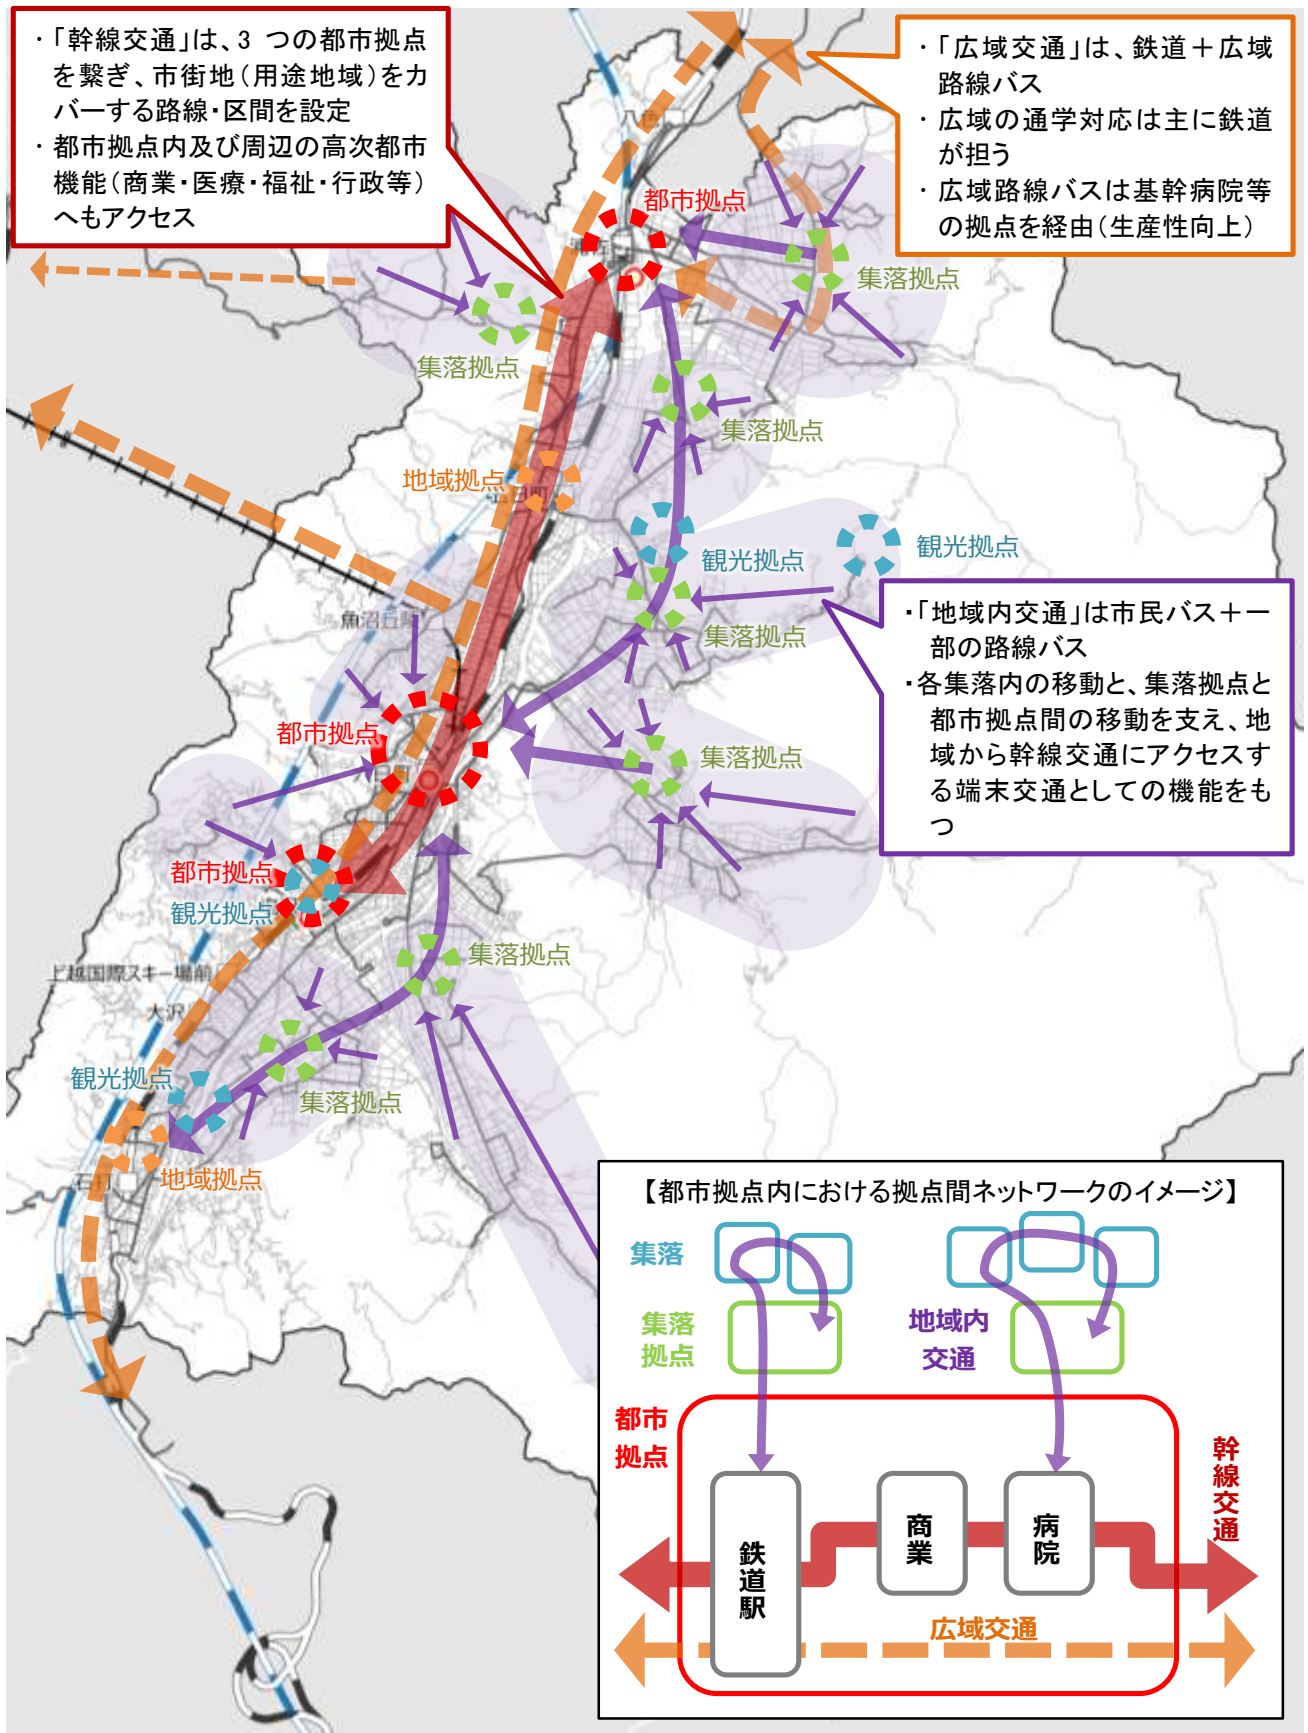 ・「幹線交通」は、3 つの都市拠点
を繋ぎ、市街地（用途地域）をカ
バーする路線・区間を設定
・都市拠点内及び周辺の高次都市
機能（商業・医療・福祉・行政等）
へもアクセス
・「広域交通」は、鉄道＋広域
路線バス
・広域の通学対応は主に鉄道
が担う
・広域路線バスは基幹病院等
の拠点を経由（生産性向上）
八色
都市拠点
集落拠点
集落拠点
集落拠点
地域拠点
五日町
観光拠点
観光拠点
魚沼丘陵
集落拠点
・「地域内交通」は市民バス＋一
部の路線バス
・各集落内の移動と、集落拠点と
都市拠点間の移動を支え、地
域から幹線交通にアクセスす
る端末交通としての機能をも
つ
都市拠点
集落拠点
都市拠点
観光拠点
集落拠点
上越国際スキー場前
大沢
観光拠点
集落拠点
地域拠点
石打
【都市拠点内における拠点間ネットワークのイメージ】
集落
集落
拠点
地域内
交通
都市
拠点
幹線交通
鉄道駅
商業
病院
広域交通